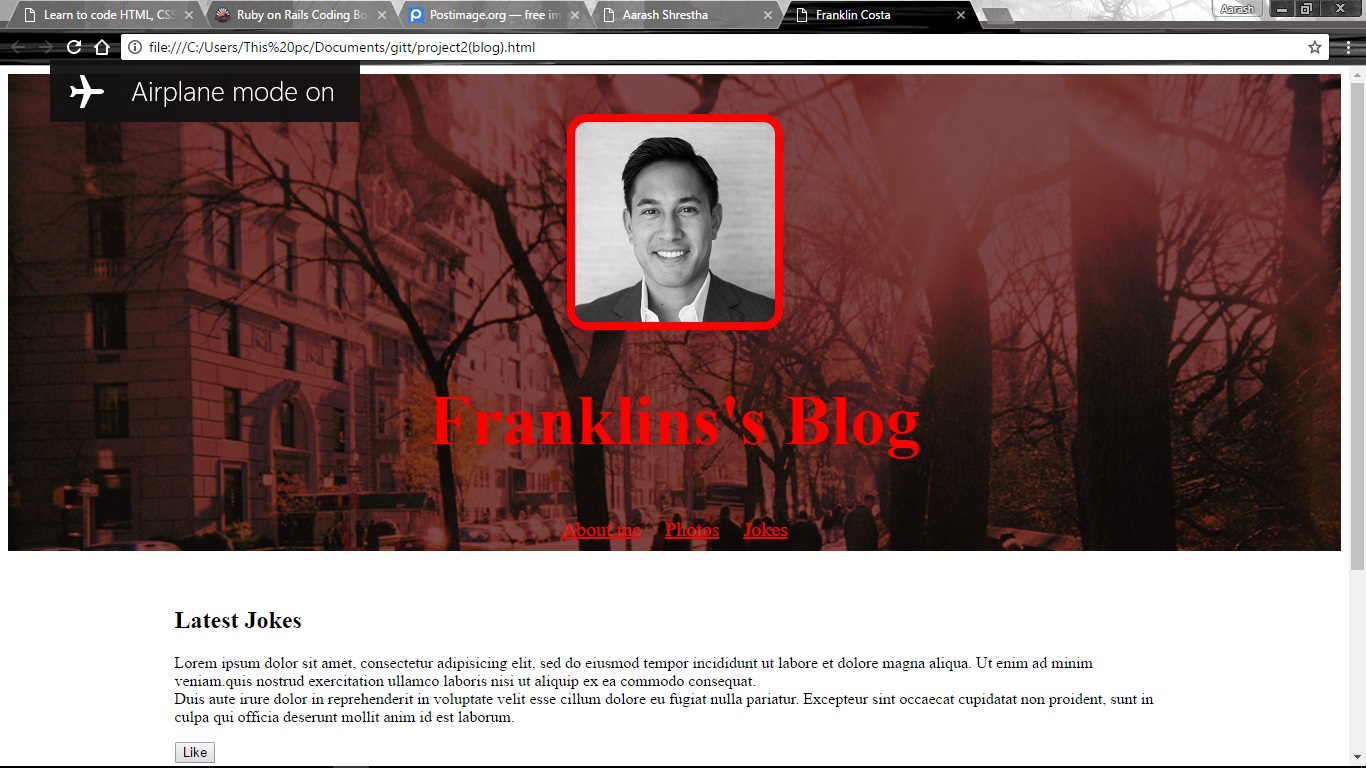 Learn to code HTML, CSS
Ruby on Rails Coding Bo
Postimage.org — free im
Aarash Shrestha
Franklin Costa
Aarash
file:///C:/Users/This%20pc/Documents/gitt/project2(blog).html
Airplane mode on
Franklins's Blog
About me Photos Jokes
Latest Jokes
Lorem ipsum dolor sit amet, consectetur adipisicing elit, sed do eiusmod tempor incididunt ut labore et dolore magna aliqua. Ut enim ad minim
veniam.quis nostrud exercitation ullamco laboris nisi ut aliquip ex ea commodo consequat.
Duis aute irure dolor in reprehenderit in voluptate velit esse cillum dolore eu fugiat nulla pariatur. Excepteur sint occaecat cupidatat non proident, sunt in
culpa qui officia deserunt mollit anim id est laborum.
Like